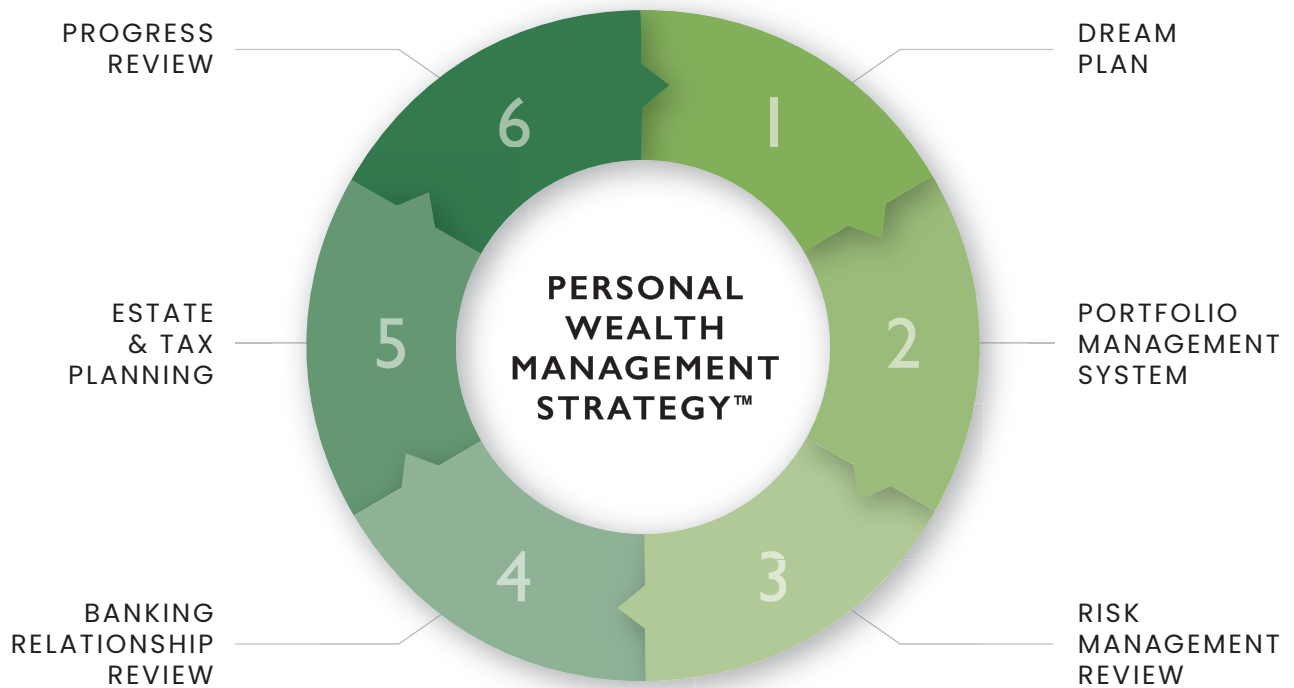 PROGRESS
REVIEW
DREAM
PLAN
6
1
ESTATE
& TAX
PLANNING
5
PERSONAL
WEALTH
MANAGEMENT
STRATEGY™
2
PORTFOLIO
MANAGEMENT
SYSTEM
4
3
BANKING
RELATIONSHIP
REVIEW
RISK
MANAGEMENT
REVIEW